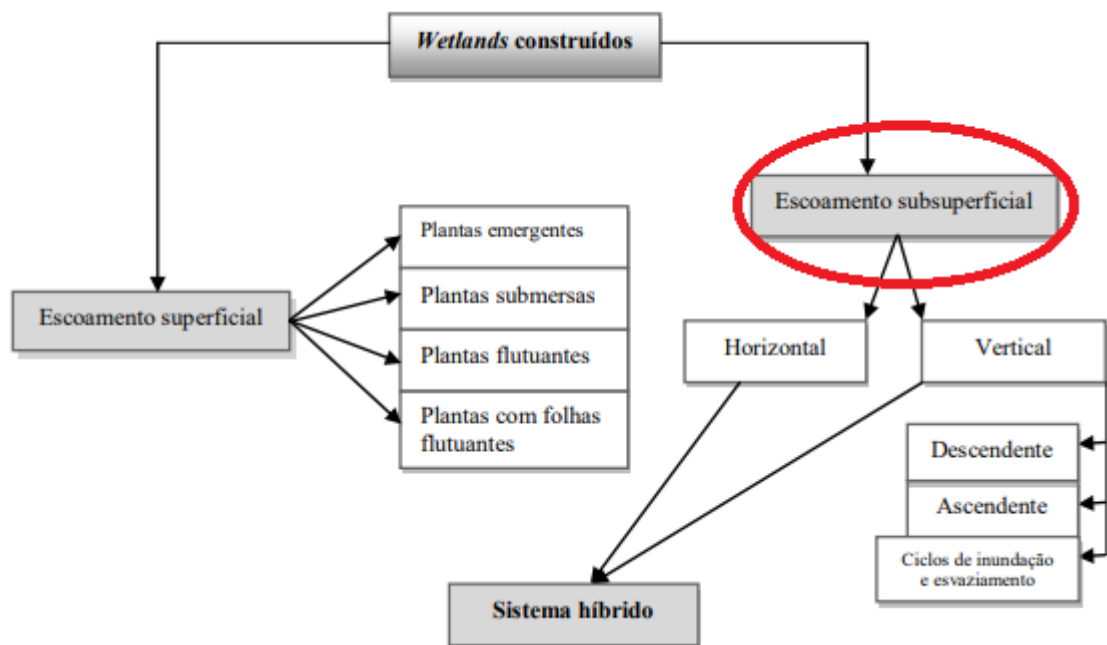 Wetlands construídos
Escoamento subsuperficial
Plantas emergentes
Plantas submersas
Escoamento superficial
Plantas flutuantes
Plantas com folhas
flutuantes
Horizontal
Vertical
Descendente
Ascendente
Ciclos de inundação
e esvaziamento
Sistema híbrido